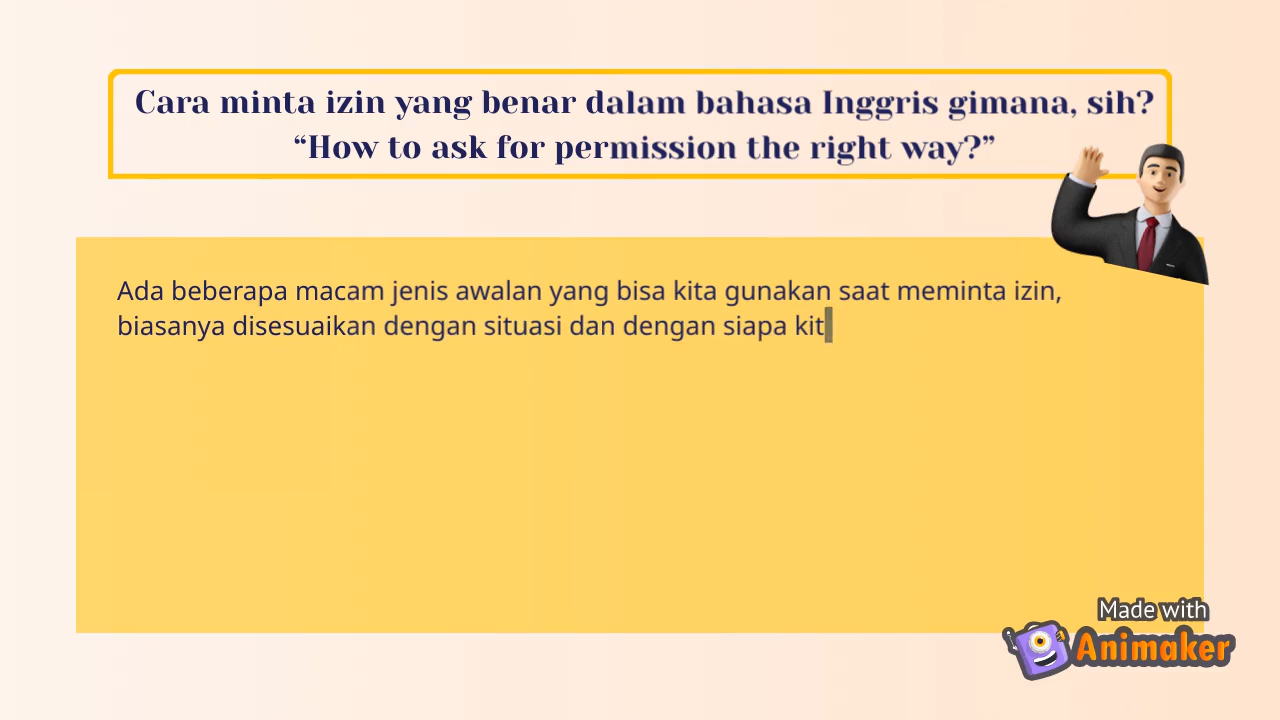 Cara minta izin yang benar dalam bahasa Inggris gimana, sih?
“How to ask for permission the right way?”
Ada beberapa macam jenis awalan yang bisa kita gunakan saat meminta izin,
biasanya disesuaikan dengan situasi dan dengan siapa kit
Made with
Animaker